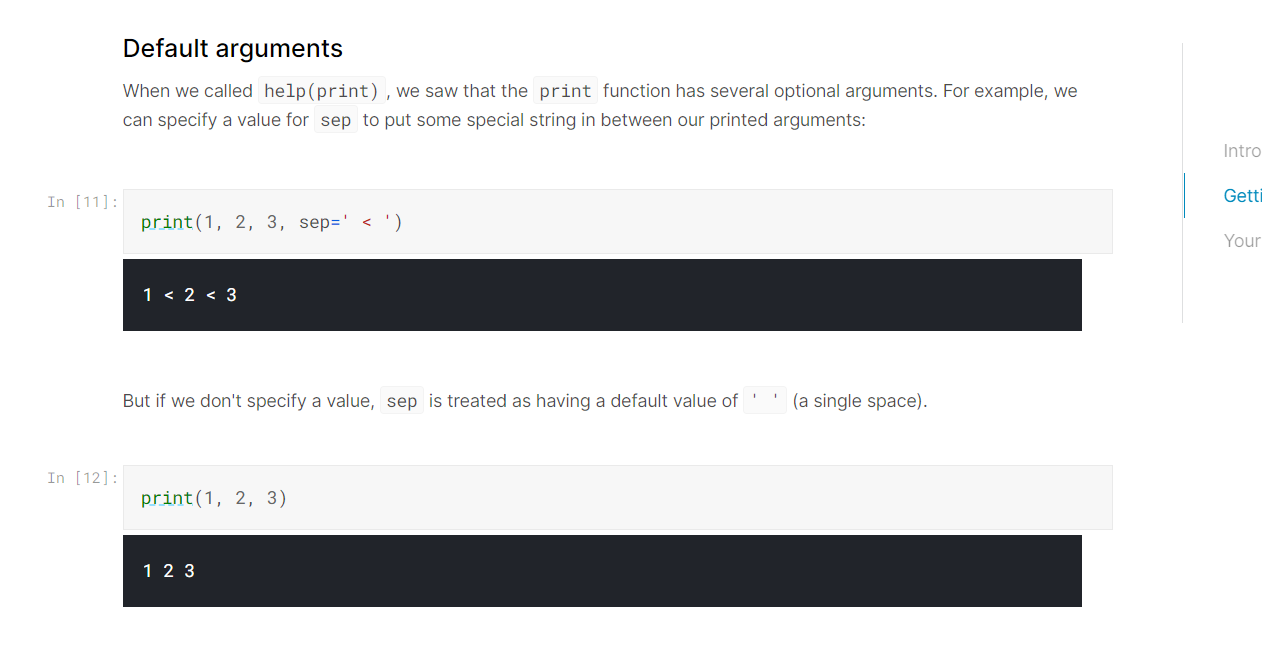 Default arguments
When we called help(print) , we saw that the print function has several optional arguments. For example, we
can specify a value for sep to put some special string in between our printed arguments:
Intro
In [11]:
Getti
print(1, 2, 3, sep=' < ')
Your
1 < 2 < 3
But if we don't specify a value, sep is treated as having a default value of ' ' (a single space).
In [12]:
print(1, 2, 3)
1 2 3